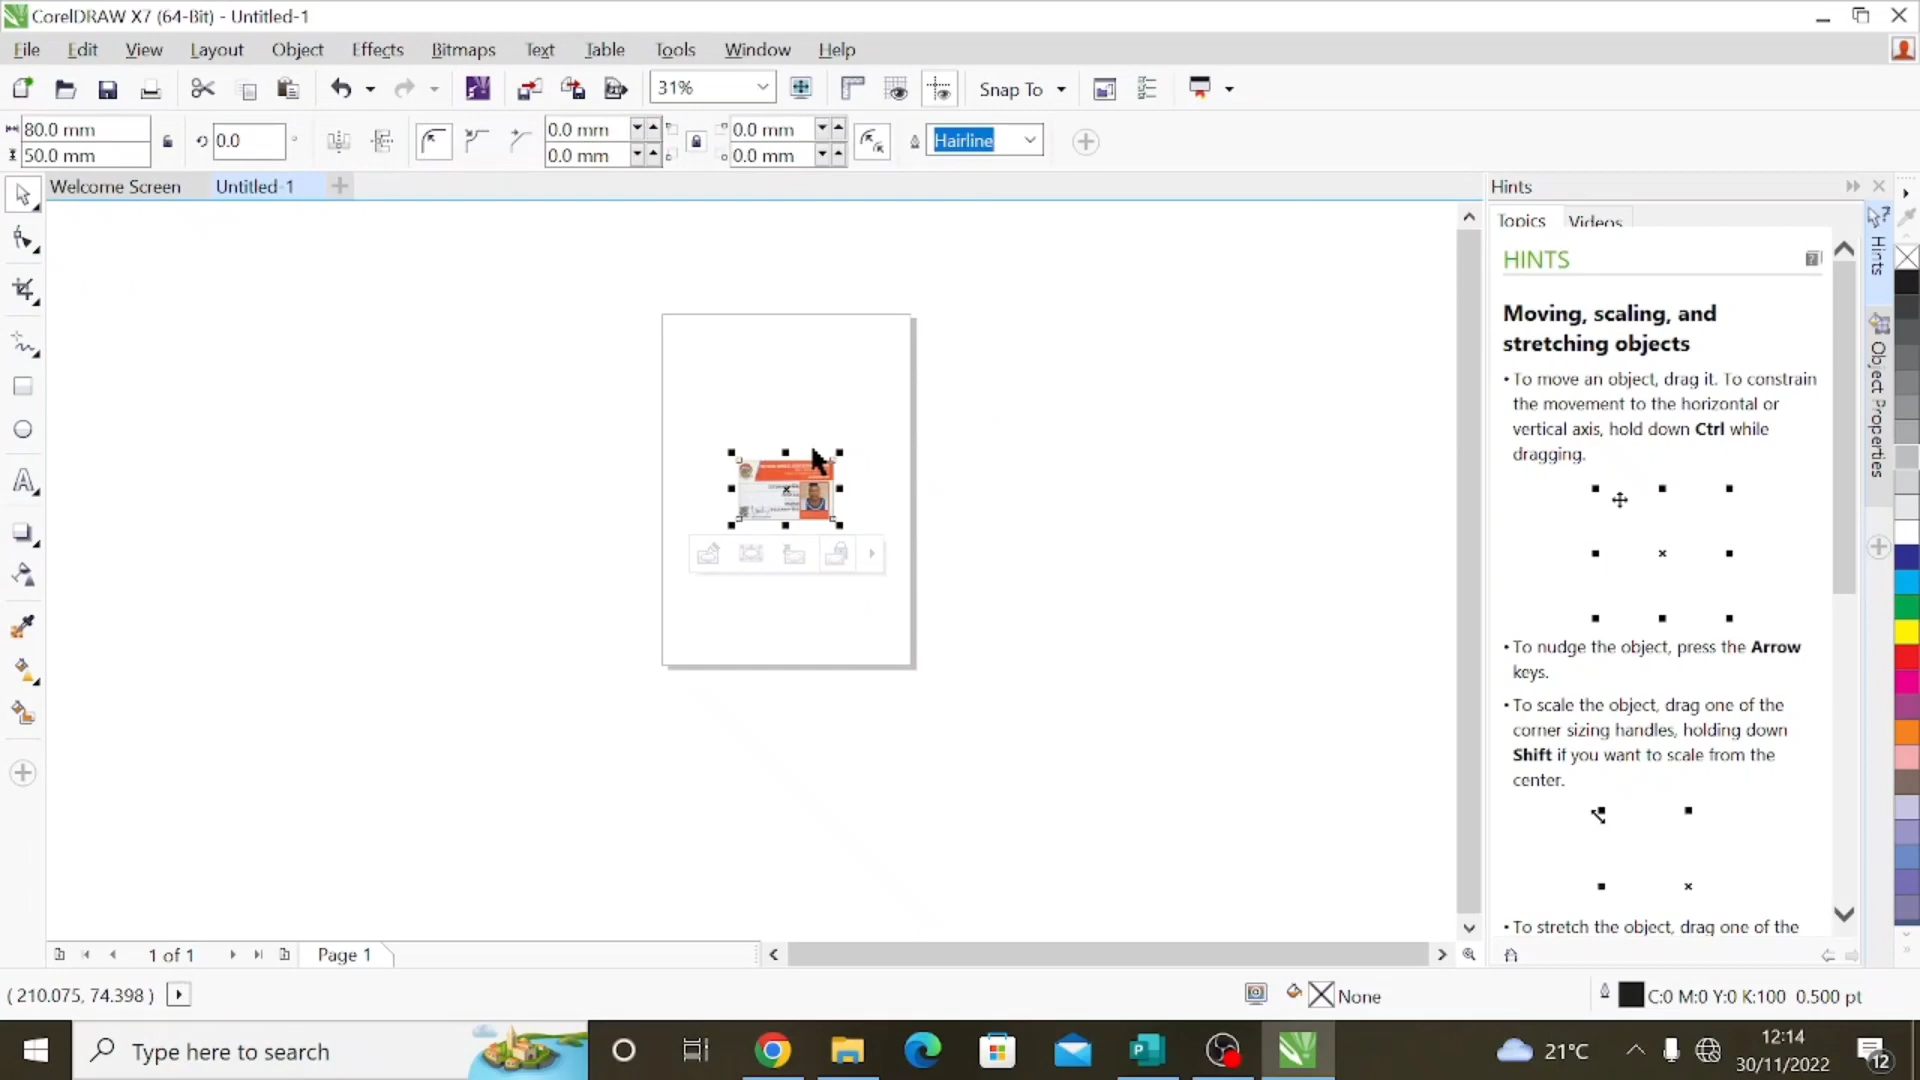 CorelDRAW X7 (64-Bit) - Untitled-1
File Edit View Layout Object Effects Bitmaps Text Table Tools Window Help
31% Snap To
80.0 mm
50.0 mm
0.0 °
0.0 mm
0.0 mm
0.0 mm
0.0 mm
Hairline
Welcome Screen Untitled-1
Hints
Topics Videos
HINTS
Moving, scaling, and
stretching objects
• To move an object, drag it. To constrain
the movement to the horizontal or
vertical axis, hold down Ctrl while
dragging.
• To nudge the object, press the Arrow
keys.
• To scale the object, drag one of the
corner sizing handles, holding down
Shift if you want to scale from the
center.
• To stretch the object, drag one of the
Hints
Object Properties
1 of 1 Page 1
( 210.075, 74.398 )
None
C:0 M:0 Y:0 K:100 0.500 pt
Type here to search
21°C
12:14
30/11/2022
12